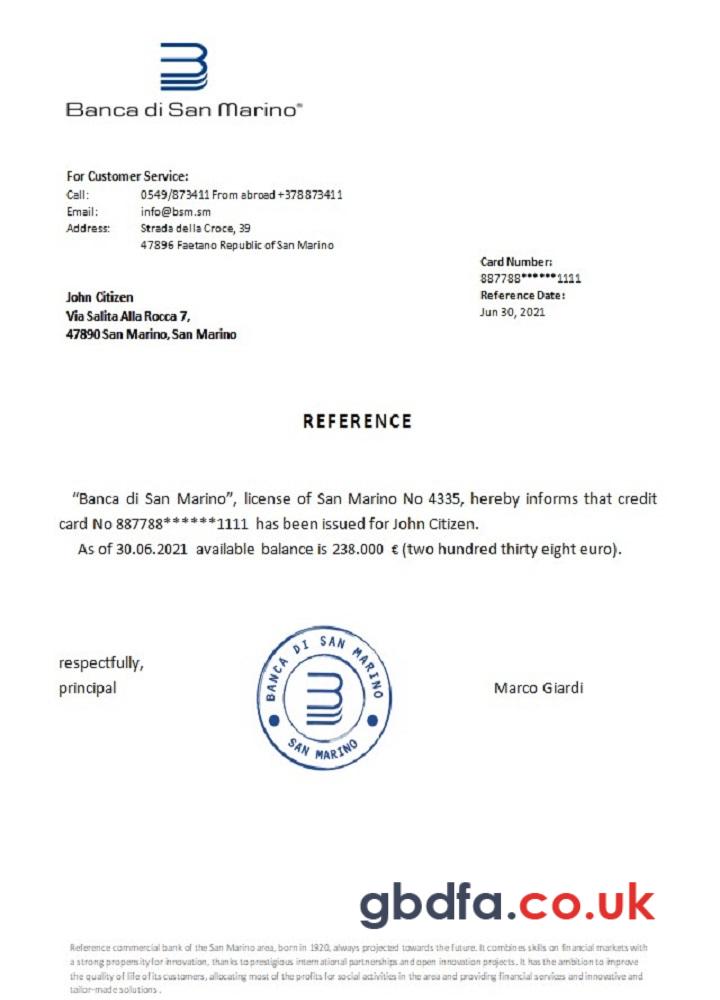 Banca di San Marino®
For Customer Service:
Call: 0549/873411 From abroad +378873411
Email: info@bsm.sm
Address: Strada della Croce, 39
47896 Faetano Republic of San Marino
Card Number:
887788******1111
Reference Date:
Jun 30, 2021
John Citizen
Via Salita Alla Rocca 7,
47890 San Marino, San Marino
REFERENCE
“Banca di San Marino”, license of San Marino No 4335, hereby informs that credit
card No 887788******1111 has been issued for John Citizen.
As of 30.06.2021 available balance is 238.000 € (two hundred thirty eight euro).
respectfully,
principal
BANCA DI SAN MARINO
SAN MARINO
Marco Giardi
gbdfa.co.uk
Reference commercial bank of the San Marino area, born in 1920, always projected towards the future. It combines skills on financial markets with
a strong propensity for innovation, thanks to prestigious international partnerships and open innovation projects. It has the ambition to improve
the quality of life of its customers, allocating most of the profits for social activities in the area and providing financial services and innovative and
tailor-made solutions .